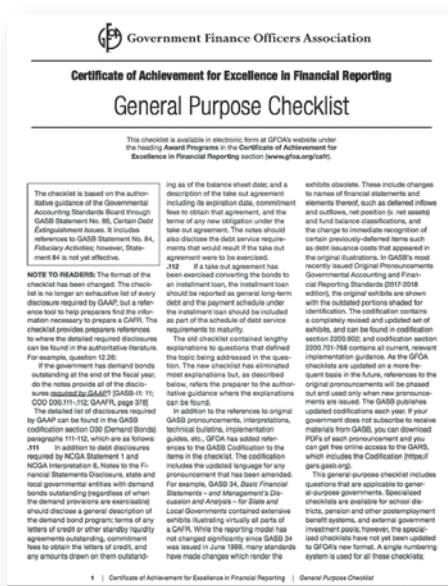 Government Finance Officers Association
Certificate of Achievement for Excellence in Financial Reporting
General Purpose Checklist
This checklist is available in electronic form at GFOA's website under
the heading Award Programs in the Certificate of Achievement for
Excellence in Financial Reporting section (www.gfoa.org/cafr).
The checklist is based on the author-
itative guidance of the Governmental
Accounting Standards Board through
GASB Statement No. 86, Certain Debt
Extinguishment Issues. It includes
references to GASB Statement No. 84,
Fiduciary Activities; however, State-
ment 84 is not yet effective.
NOTE TO READERS: The format of the
checklist has been changed. The check-
list is no longer an exhaustive list of every
disclosure required by GAAP, but a refer-
ence tool to help preparers find the infor-
mation necessary to prepare a CAFR. The
checklist provides preparers references
to where the detailed required disclosures
can be found in the authoritative literature.
For example, question 12.26:
If the government has demand bonds
outstanding at the end of the fiscal year,
do the notes provide all of the disclo-
sures required by GAAP? [GASB-I1: 11;
COD D30.111-.112; GAAFR, page 378]
The detailed list of disclosures required
by GAAP can be found in the GASB
codification section D30 (Demand Bonds)
paragraphs 111-112, which are as follows:
.111 In addition to debt disclosures
required by NCGA Statement 1 and
NCGA Interpretation 6, Notes to the Fi-
nancial Statements Disclosure, state and
local governmental entities with demand
bonds outstanding (regardless of when
the demand provisions are exercisable)
should disclose a general description of
the demand bond program; terms of any
letters of credit or other standby liquidity
agreements outstanding, commitment
fees to obtain the letters of credit, and
any amounts drawn on them outstand-
ing as of the balance sheet date; and a
description of the take out agreement
including its expiration date, commitment
fees to obtain that agreement, and the
terms of any new obligation under the
take out agreement. The notes should
also disclose the debt service require-
ments that would result if the take out
agreement were to be exercised.
.112 If a take out agreement has
been exercised converting the bonds to
an installment loan, the installment loan
should be reported as general long-term
debt and the payment schedule under
the installment loan should be included
as part of the schedule of debt service
requirements to maturity.
The old checklist contained lengthy
explanations to questions that defined
the topic being addressed in the ques-
tion. The new checklist has eliminated
most explanations but, as described
below, refers the preparer to the author-
itative guidance where the explanations
can be found.
In addition to the references to original
GASB pronouncements, interpretations,
technical bulletins, implementation
guides, etc., GFOA has added refer-
ences to the GASB Codification to the
items in the checklist. The codification
includes the updated language for any
pronouncement that has been amended.
For example, GASB 34, Basic Financial
Statements – and Management's Dis-
cussion and Analysis – for State and
Local Governments contained extensive
exhibits illustrating virtually all parts of
a CAFR. While the reporting model has
not changed significantly since GASB 34
was issued in June 1999, many standards
have made changes which render the
exhibits obsolete. These include changes
to names of financial statements and
elements thereof, such as deferred inflows
and outflows, net position (v. net assets)
and fund balance classifications, and
the change to immediate recognition of
certain previously-deferred items such
as debt issuance costs that appeared in
the original illustrations. In GASB's most
recently issued Original Pronouncements
Governmental Accounting and Finan-
cial Reporting Standards (2017-2018
edition), the original exhibits are shown
with the outdated portions shaded for
identification. The codification contains
a completely revised and updated set of
exhibits, and can be found in codification
section 2200.902; and codification section
2200.701-768 contains all current, relevant
implementation guidance. As the GFOA
checklists are updated on a more fre-
quent basis in the future, references to the
original pronouncements will be phased
out and used only when new pronounce-
ments are issued. The GASB publishes
updated codifications each year. If your
government does not subscribe to receive
materials from GASB, you can download
PDFs of each pronouncement and you
can get free online access to the GARS,
which includes the Codification (https://
gars.gasb.org).
This general-purpose checklist includes
questions that are applicable to gener-
al-purpose governments. Specialized
checklists are available for school dis-
tricts, pension and other postemployment
benefit systems, and external government
investment pools; however, the special-
ized checklists have not yet been updated
to GFOA's new format. A single numbering
system is used for all these checklists;
1 | Certificate of Achievement for Excellence in Financial Reporting | General Purpose Checklist